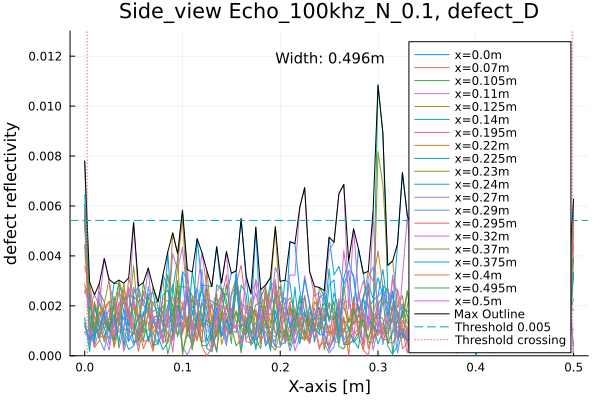 Side_view Echo_100khz_N_0.1, defect_D
Width: 0.496m
defect reflectivity
0.012
0.010
0.008
0.006
0.004
0.002
0.000
x=0.0m
x=0.07m
x=0.105m
x=0.11m
x=0.125m
x=0.14m
x=0.195m
x=0.22m
x=0.225m
x=0.23m
x=0.24m
x=0.27m
x=0.29m
x=0.295m
x=0.32m
x=0.37m
x=0.375m
x=0.4m
x=0.495m
x=0.5m
Max Outline
Threshold 0.005
Threshold crossing
0.0 0.1 0.2 0.3 0.4 0.5
X-axis [m]